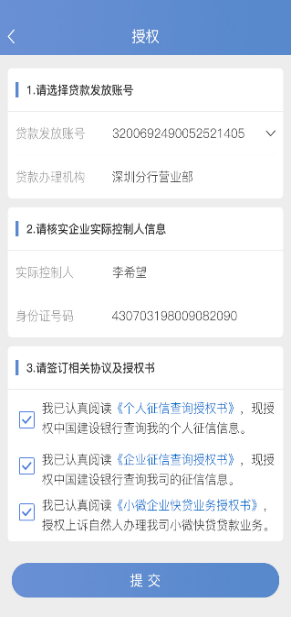 授权
1.请选择贷款发放账号
贷款发放账号 3200692490052521405
贷款办理机构 深圳分行营业部
2.请核实企业实际控制人信息
实际控制人 李希望
身份证号码 430703198009082090
3.请签订相关协议及授权书
我已认真阅读《个人征信查询授权书》，现授
权中国建设银行查询我的个人征信信息。
我已认真阅读《企业征信查询授权书》，现授
权中国建设银行查询我司的征信信息。
我已认真阅读《小微企业快贷业务授权书》，
授权上诉自然人办理我司小微快贷贷款业务。
提交